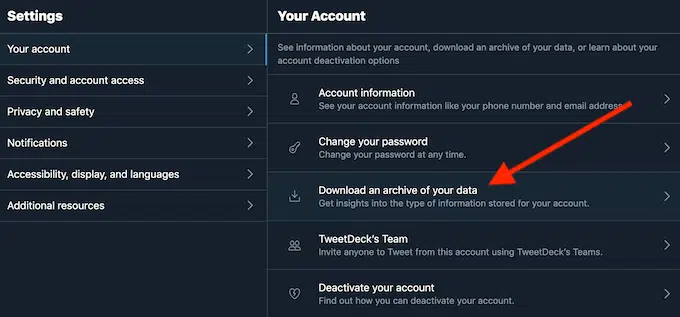 Settings
Your account
Security and account access
Privacy and safety
Notifications
Accessibility, display, and languages
Additional resources
Your Account
See information about your account, download an archive of your data, or learn about your
account deactivation options
Account information
See your account information like your phone number and email address.
Change your password
Change your password at any time.
Download an archive of your data
Get insights into the type of information stored for your account.
TweetDeck's Team
Invite anyone to Tweet from this account using TweetDeck's Teams.
Deactivate your account
Find out how you can deactivate your account.